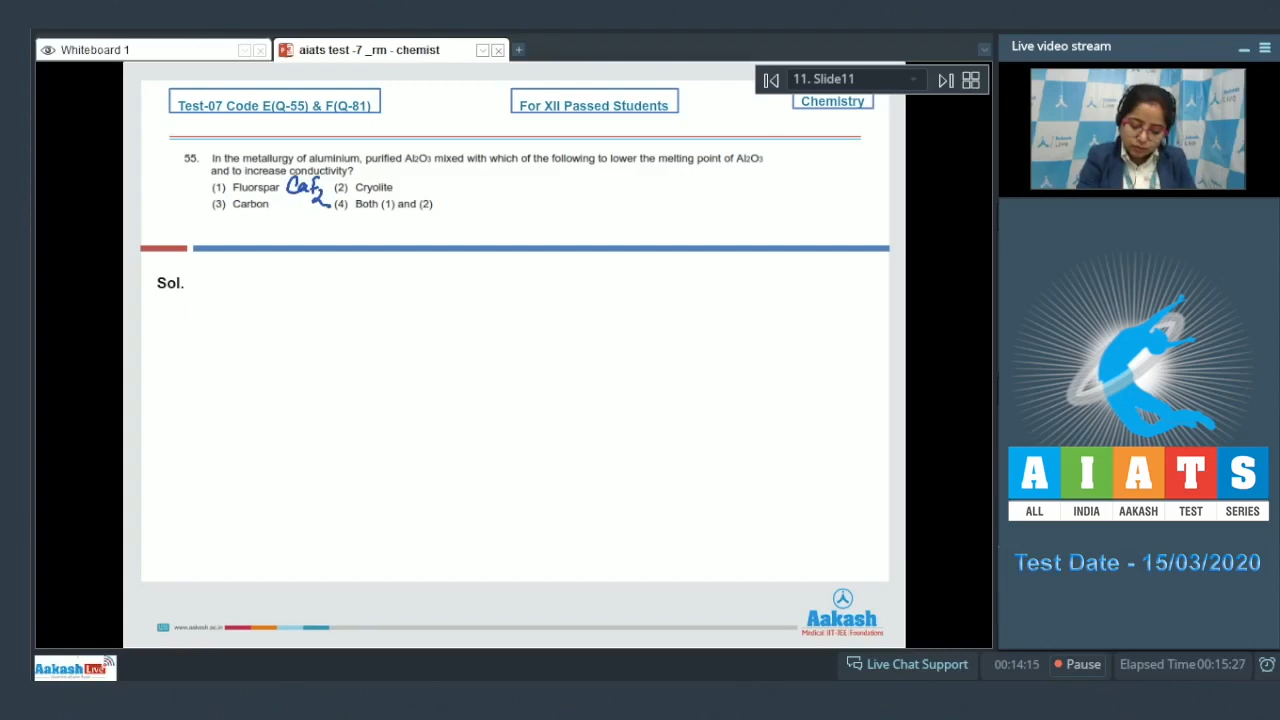 Whiteboard 1
aiats test -7 _rm - chemist
Live video stream
11. Slide11
Test-07 Code E(Q-55) & F(Q-81)
For XII Passed Students
Chemistry
55. In the metallurgy of aluminium, purified Al2O3 mixed with which of the following to lower the melting point of Al2O3
and to increase conductivity?
(1) Fluorspar CaF2 (2) Cryolite
(3) Carbon (4) Both (1) and (2)
Sol.
www.aakash.ac.in
Aakash
Medical|IIT-JEE|Foundations
A I A T S
ALL INDIA AAKASH TEST SERIES
Test Date - 15/03/2020
Aakash Live
Live Chat Support
00:14:15
Pause
Elapsed Time 00:15:27